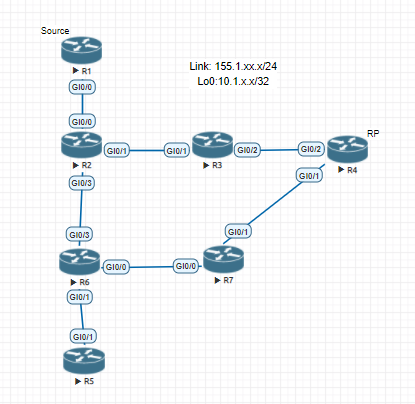 Source
R1
GI0/0
Link: 155.1.xx.x/24
Lo0:10.1.x.x/32
GI0/0
R2
GI0/1
GI0/1
R3
GI0/2
GI0/2
RP
R4
GI0/3
GI0/1
GI0/3
GI0/1
R6
GI0/0
GI0/0
R7
GI0/1
GI0/1
R5